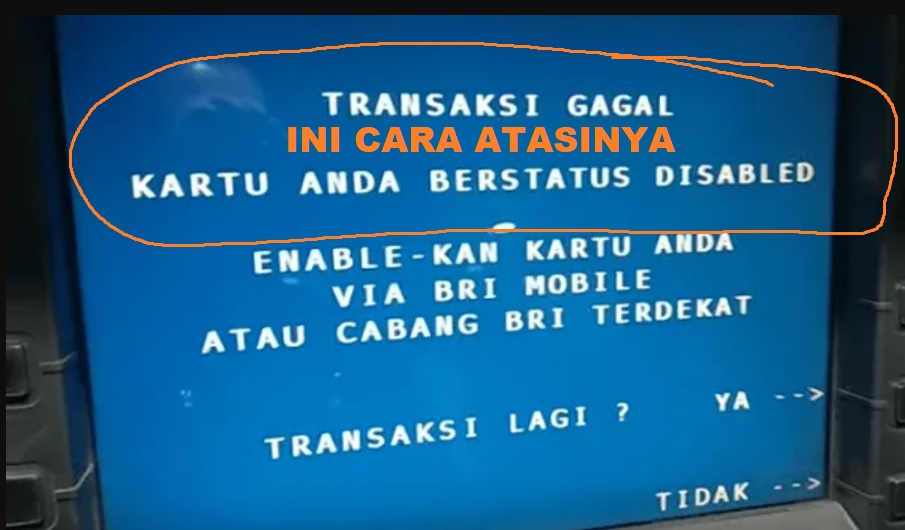 TRANSAKSI GAGAL
INI CARA ATASINYA
KARTU ANDA BERSTATUS DISABLED
ENABLE-KAN KARTU ANDA
VIA BRI MOBILE
ATAU CABANG BRI TERDEKAT
TRANSAKSI LAGI ? YA -->
TIDAK -->